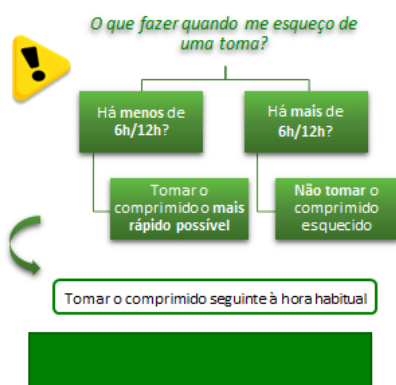 O que fazer quando me esqueço de
uma toma?
Há menos de
6h/12h?
Há mais de
6h/12h?
Tomar o
comprimido o mais
rápido possível
Não tomar o
comprimido
esquecido
Tomar o comprimido seguinte à hora habitual